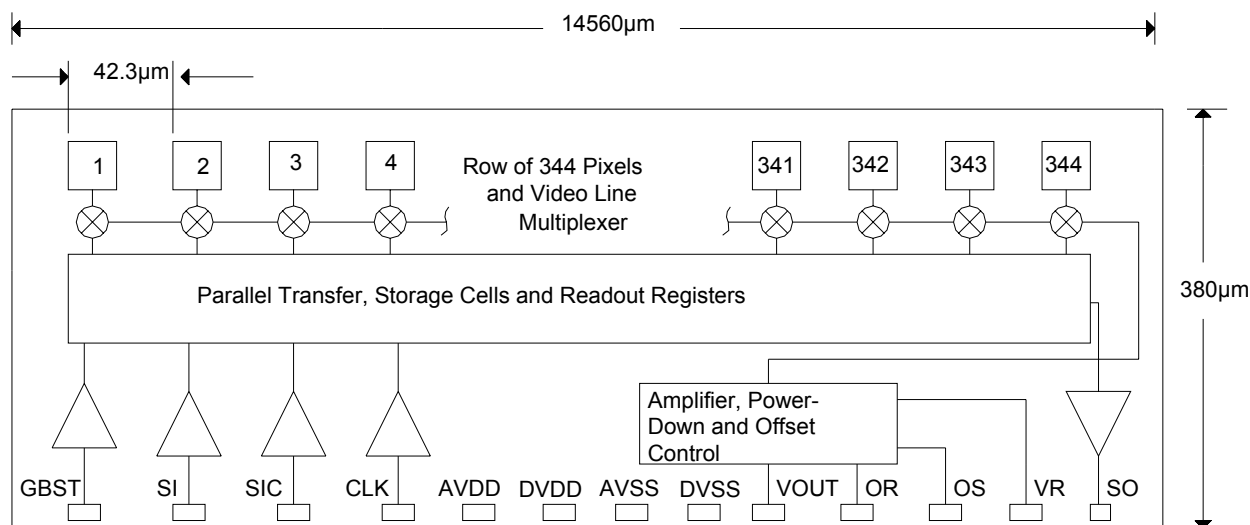 14560µm
42.3µm
1 2 3 4 341 342 343 344
Row of 344 Pixels
and Video Line
Multiplexer
380µm
Parallel Transfer, Storage Cells and Readout Registers
Amplifier, Power-
Down and Offset
Control
GBST SI SIC CLK AVDD DVDD AVSS DVSS VOUT OR OS VR SO